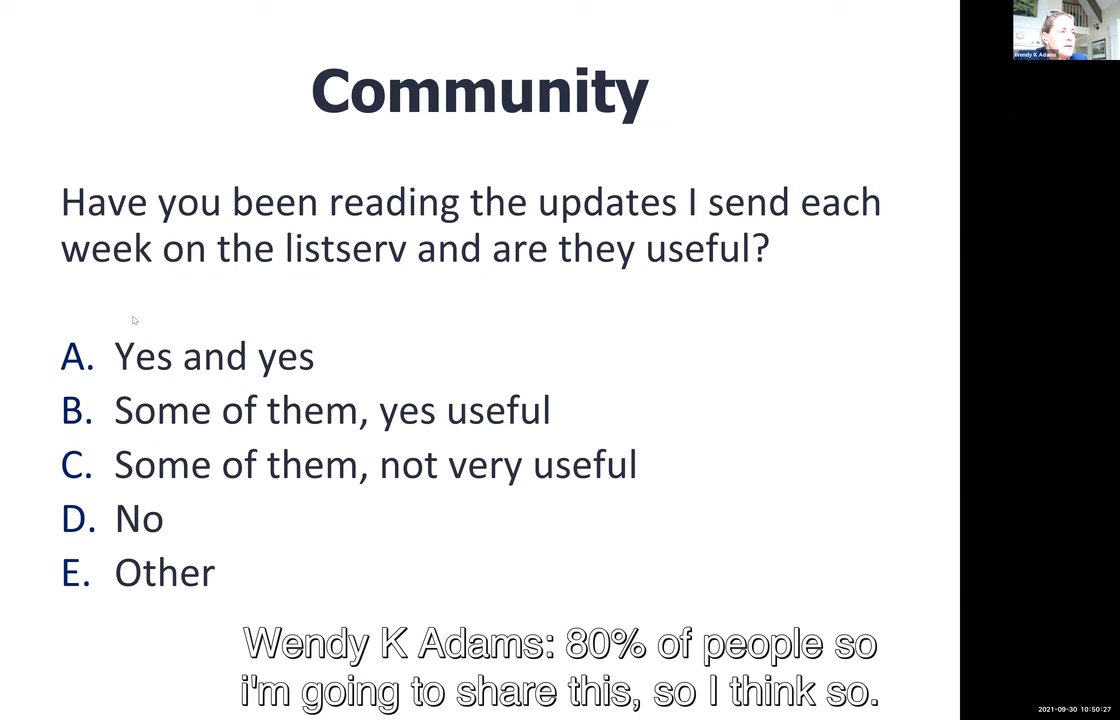 Community
Have you been reading the updates I send each
week on the listserv and are they useful?
A. Yes and yes
B. Some of them, yes useful
C. Some of them, not very useful
D. No
E. Other
Wendy K Adams: 80% of people so
i'm going to share this, so I think so.
Wendy K Adams
2021-09-30 10:50:27